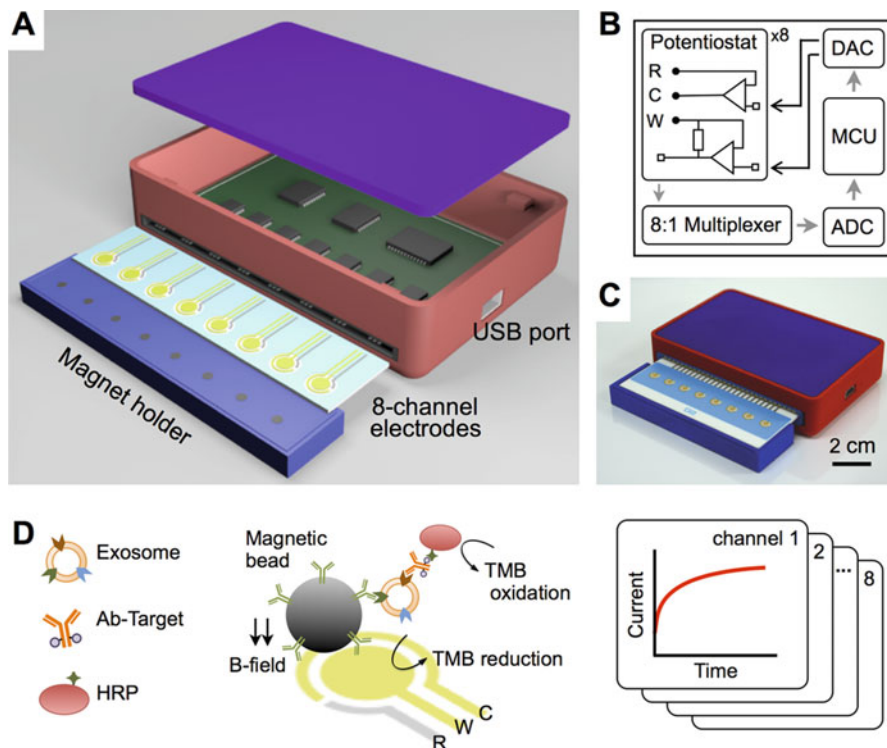 A
USB port
Magnet holder
8-channel
electrodes
B
Potentiostat
x8
R
C
W
DAC
MCU
8:1 Multiplexer
ADC
C
2 cm
D
Exosome
Ab-Target
HRP
Magnetic
bead
B-field
TMB
oxidation
TMB reduction
C
W
R
channel 1
2
...
8
Current
Time